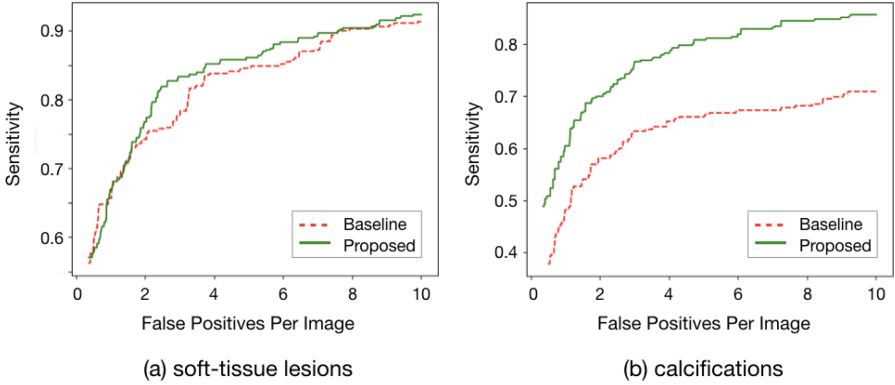 0.9
0.8
0.7
0.6
Sensitivity
0 2 4 6 8 10
False Positives Per Image
Baseline
Proposed
(a) soft-tissue lesions
0.8
0.7
0.6
0.5
0.4
Sensitivity
0 2 4 6 8 10
False Positives Per Image
Baseline
Proposed
(b) calcifications